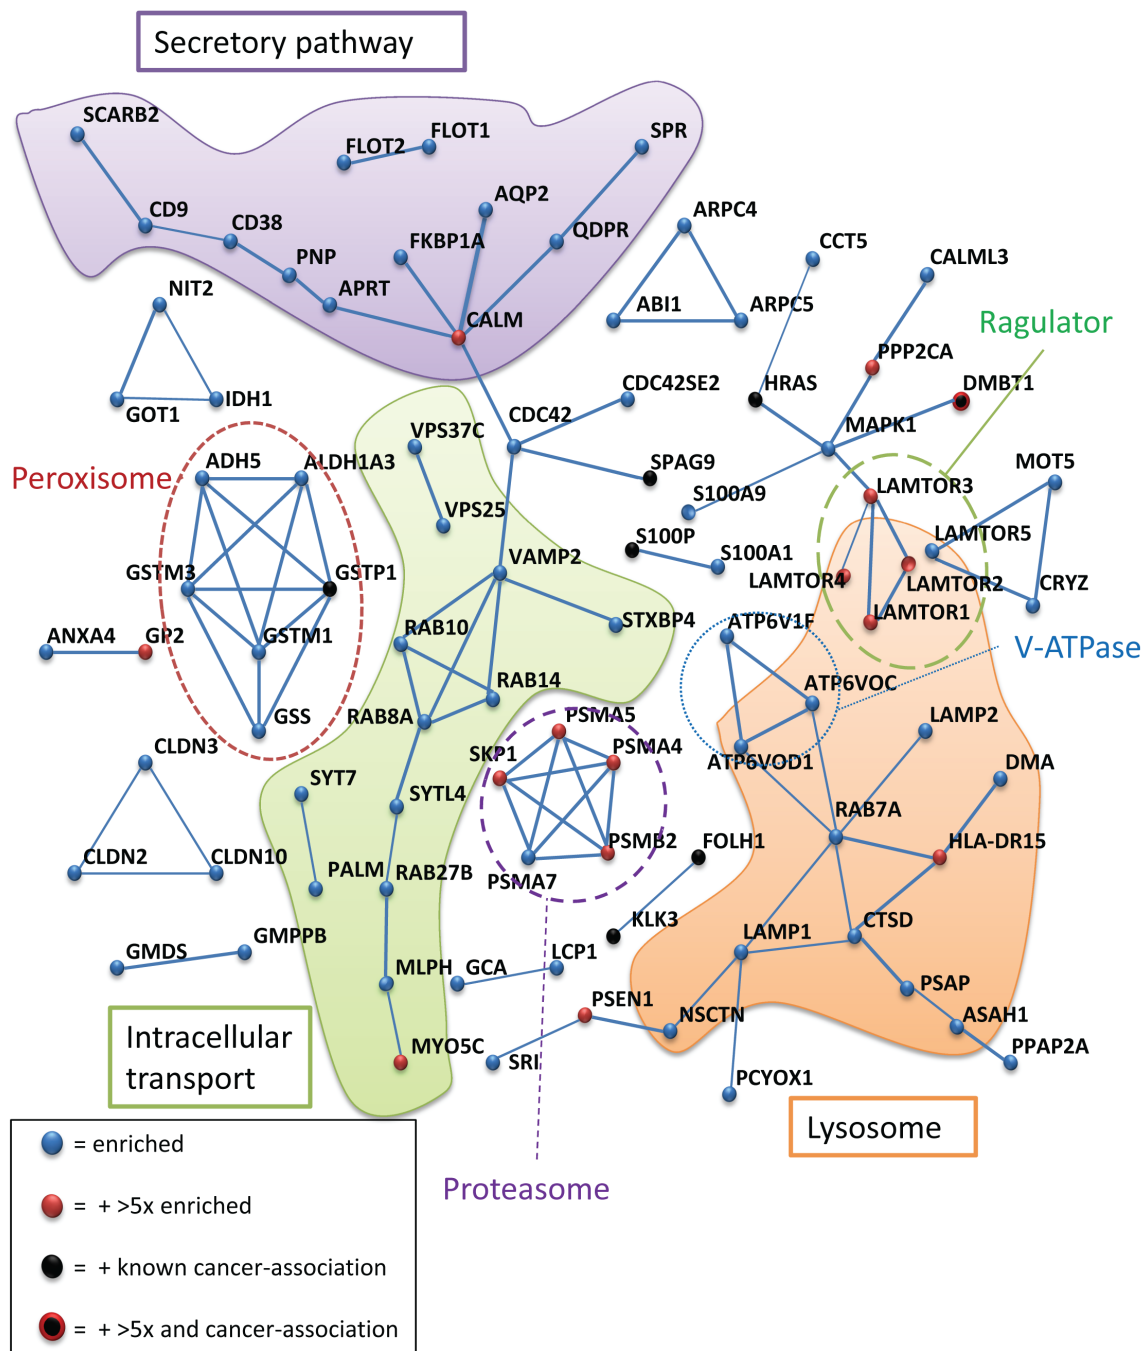 Secretory pathway
SCARB2
FLOT2
FLOT1
SPR
CD9
CD38
AQP2
ARPC4
FKBP1A
QDPR
CCT5
PNP
CALML3
NIT2
APRT
CALM
ABI1
ARPC5
Ragulator
PPP2CA
GOT1
IDH1
CDC42SE2
HRAS
DMBT1
CDC42
VPS37C
MAPK1
Peroxisome
ADH5
ALDH1A3
SPAG9
MOT5
S100A9
LAMTOR3
VPS25
S100P
S100A1
LAMTOR5
VAMP2
GSTM3
GSTP1
LAMTOR4
LAMTOR2
CRYZ
LAMTOR1
ANXA4
GP2
GSTM1
RAB10
STXBP4
ATP6V1F
V-ATPase
RAB14
ATP6VOC
GSS
RAB8A
PSMA5
LAMP2
CLDN3
SKP1
PSMA4
ATP6VOD1
DMA
SYT7
SYTL4
RAB7A
PSMB2
FOLH1
HLA-DR15
CLDN2
CLDN10
PALM
RAB27B
PSMA7
KLK3
LAMP1
CTSD
GMDS
GMPPB
MLPH
GCA
LCP1
PSAP
PSEN1
NSCTN
ASAH1
Intracellular
transport
MYO5C
SRI
PPAP2A
PCYOX1
Lysosome
= enriched
Proteasome
= + >5x enriched
= + known cancer-association
= + >5x and cancer-association